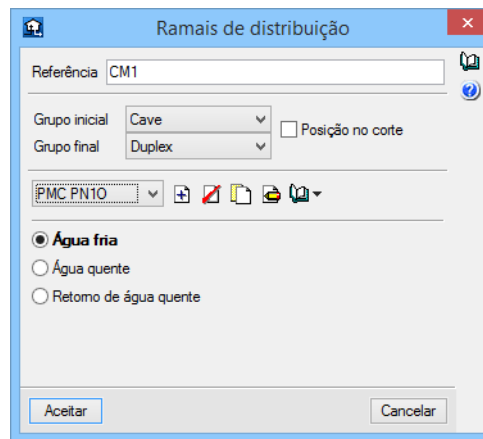 Ramais de distribuição
Referência CM1
Grupo inicial Cave
Posição no corte
Grupo final Duplex
PMC PN10
Água fria
Água quente
Retorno de água quente
Aceitar Cancelar